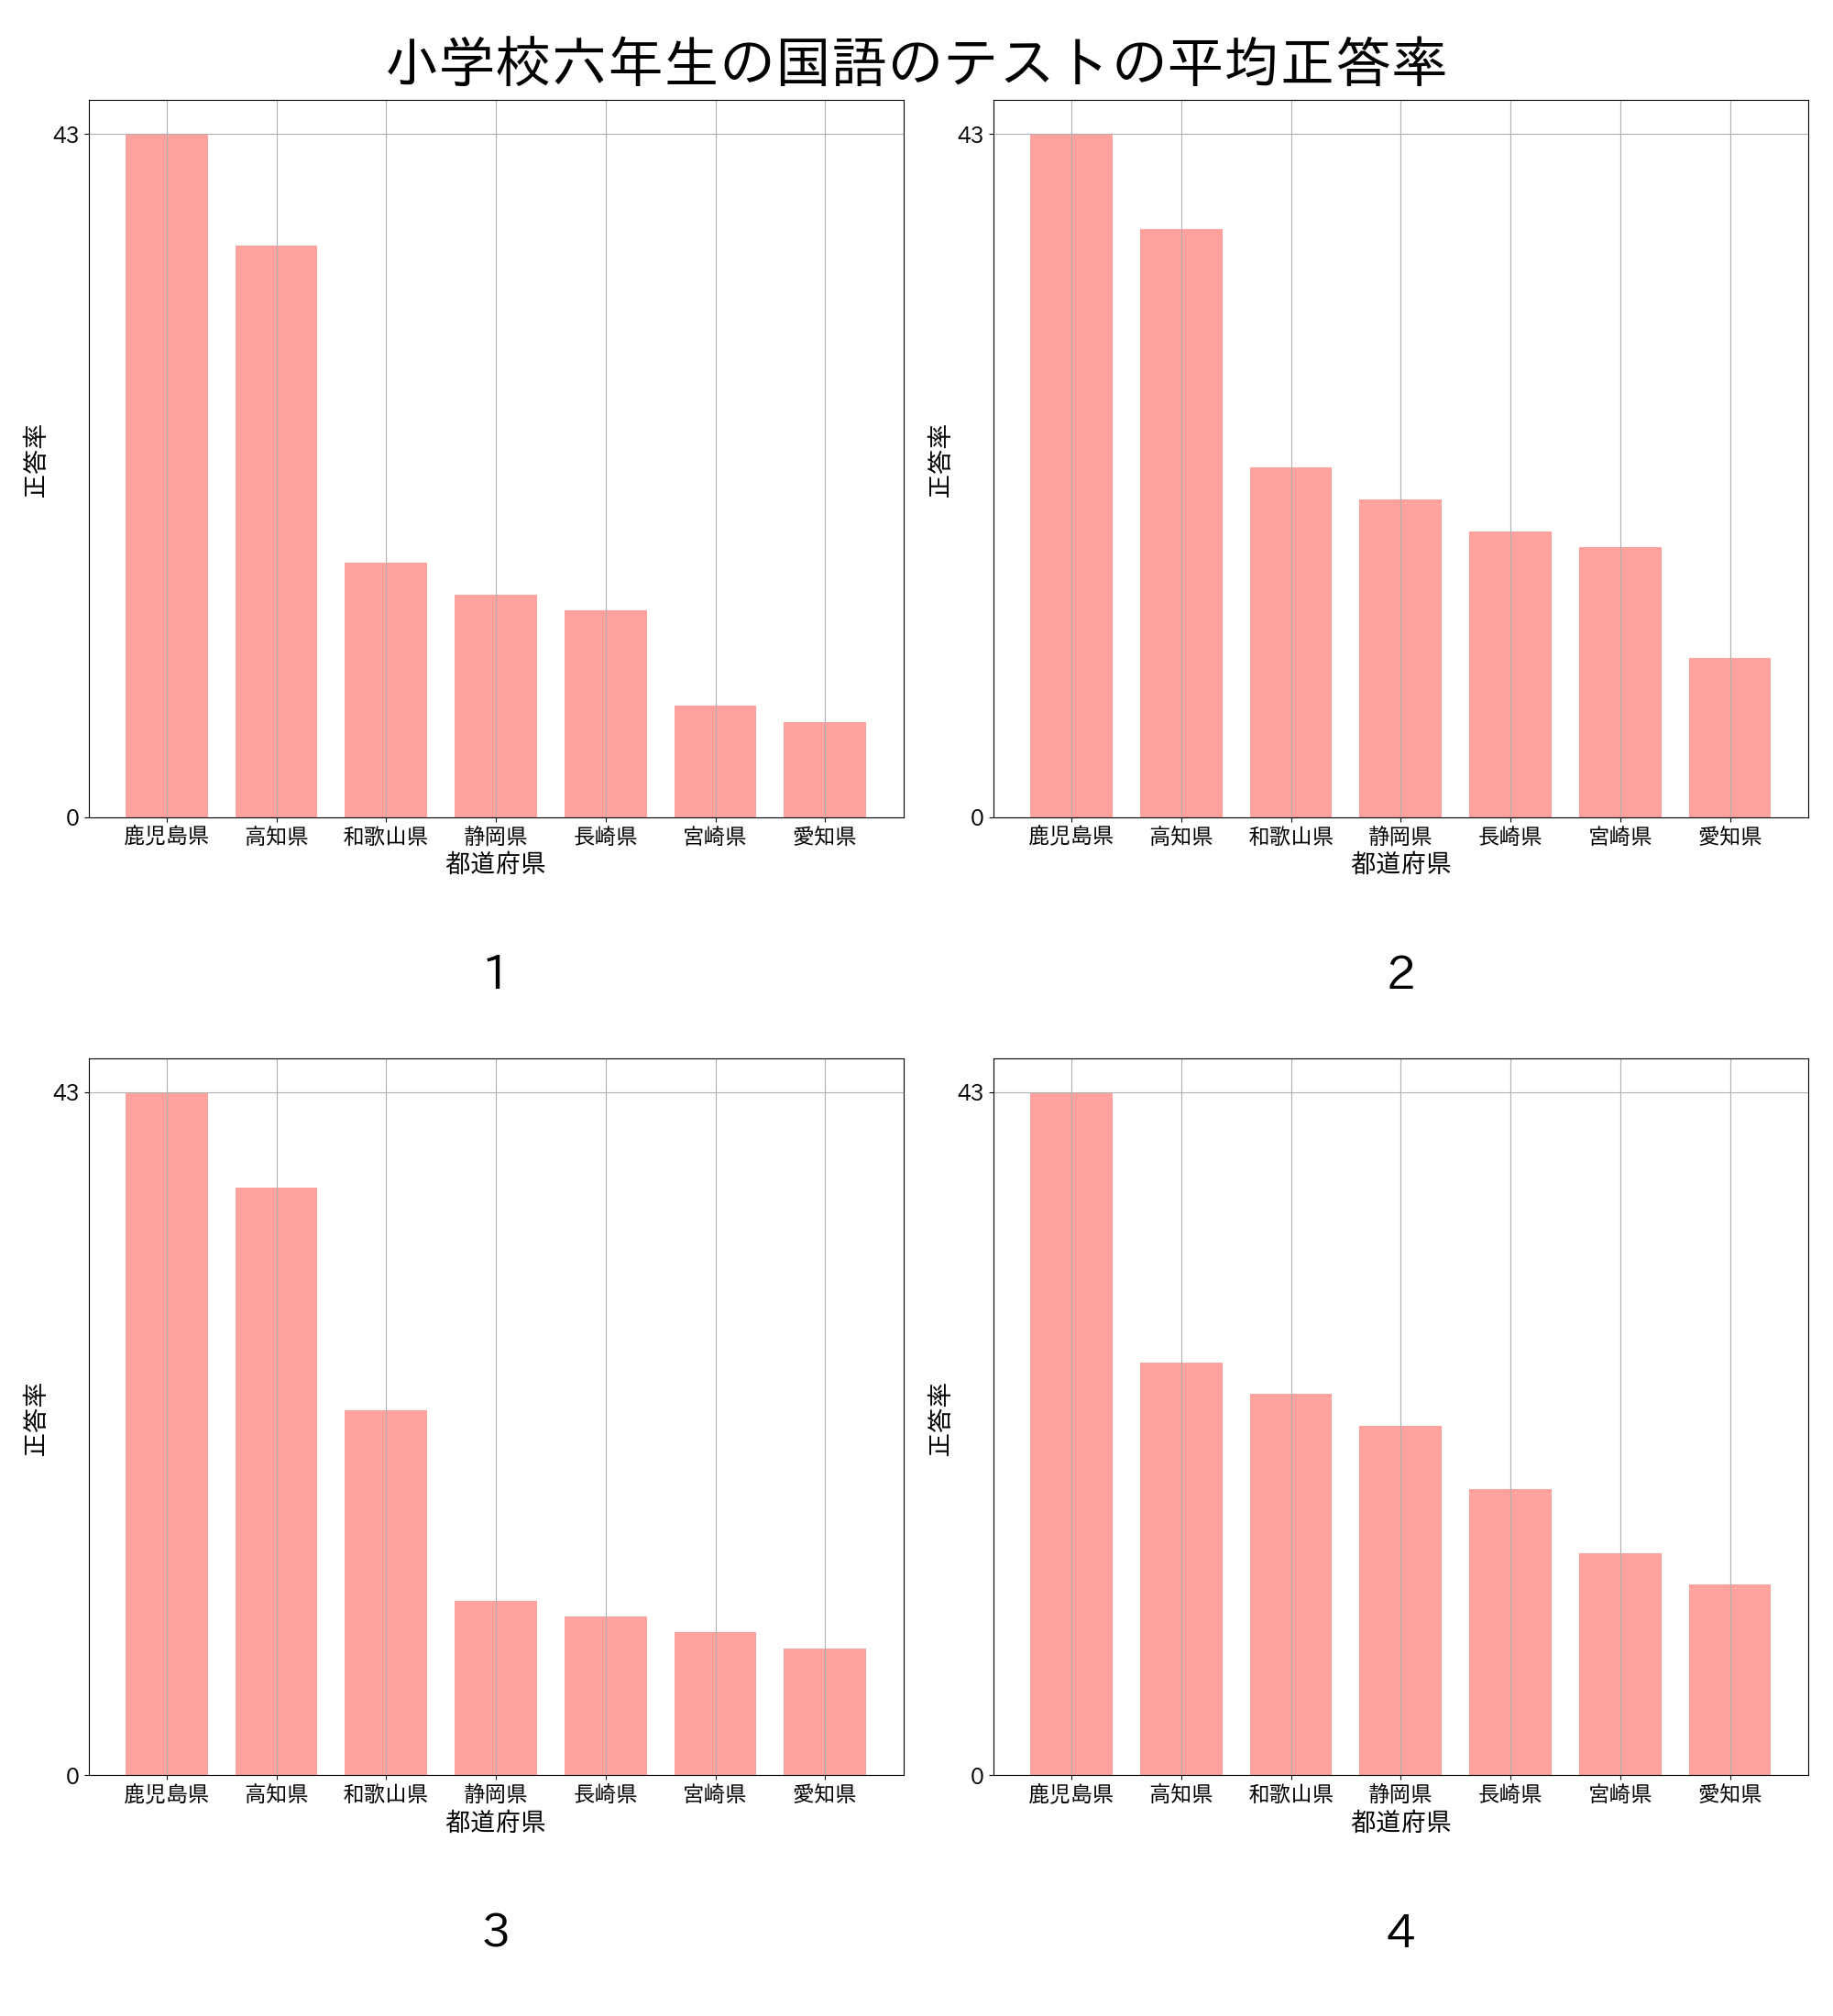 小学校六年生の国語のテストの平均正答率
43
0
正答率
鹿児島県 高知県 和歌山県 静岡県 長崎県 宮崎県 愛知県
都道府県
1
43
0
正答率
鹿児島県 高知県 和歌山県 静岡県 長崎県 宮崎県 愛知県
都道府県
2
43
0
正答率
鹿児島県 高知県 和歌山県 静岡県 長崎県 宮崎県 愛知県
都道府県
3
43
0
正答率
鹿児島県 高知県 和歌山県 静岡県 長崎県 宮崎県 愛知県
都道府県
4